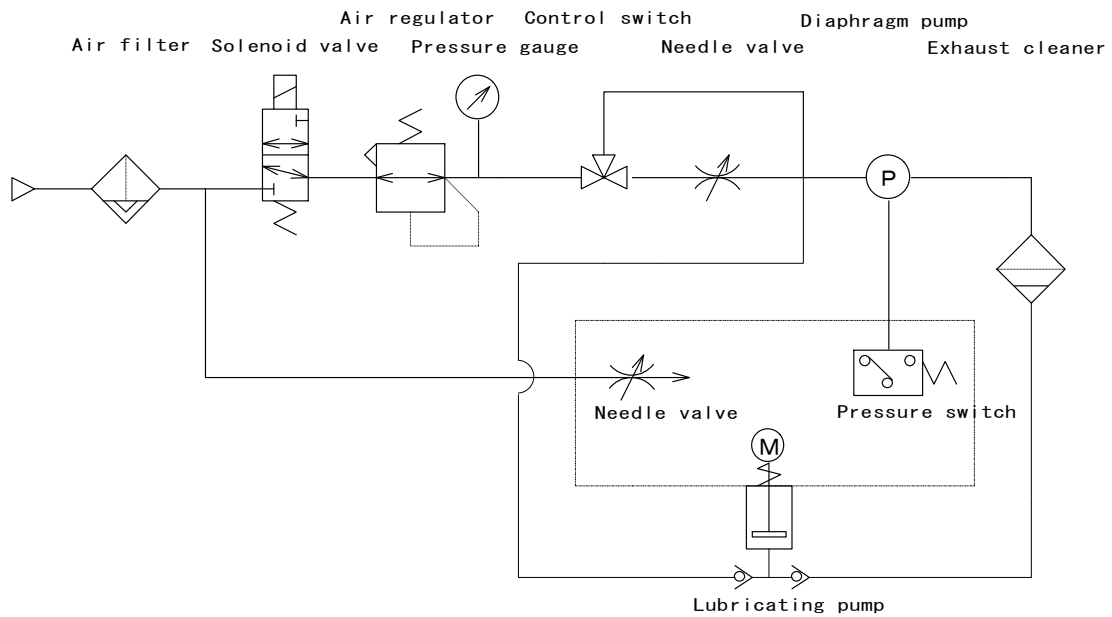 Air regulator Control switch Diaphragm pump
Air filter Solenoid valve Pressure gauge Needle valve Exhaust cleaner
P
Needle valve Pressure switch
M
Lubricating pump